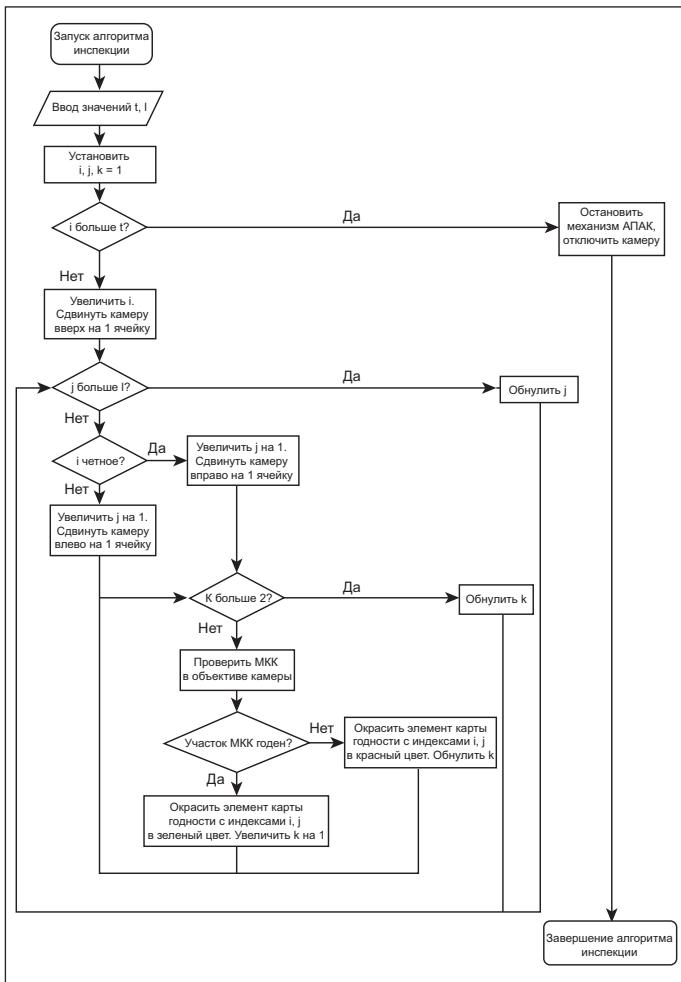 Запуск алгоритма
инспекции
Ввод значений t, l
Установить
i, j, k = 1
i больше t?
Да
Остановить
механизм АПАК,
отключить камеру
Нет
Увеличить i.
Сдвинуть камеру
вверх на 1 ячейку
j больше l?
Да
Обнулить j
Нет
i четное?
Да
Увеличить j на 1.
Сдвинуть камеру
вправо на 1 ячейку
Нет
Увеличить j на 1.
Сдвинуть камеру
влево на 1 ячейку
К больше 2?
Да
Обнулить k
Нет
Проверить МКК
в объективе камеры
Участок МКК годен?
Нет
Окрасить элемент карты
годности с индексами i, j
в красный цвет. Обнулить k
Да
Окрасить элемент карты
годности с индексами i, j
в зеленый цвет. Увеличить k на 1
Завершение алгоритма
инспекции